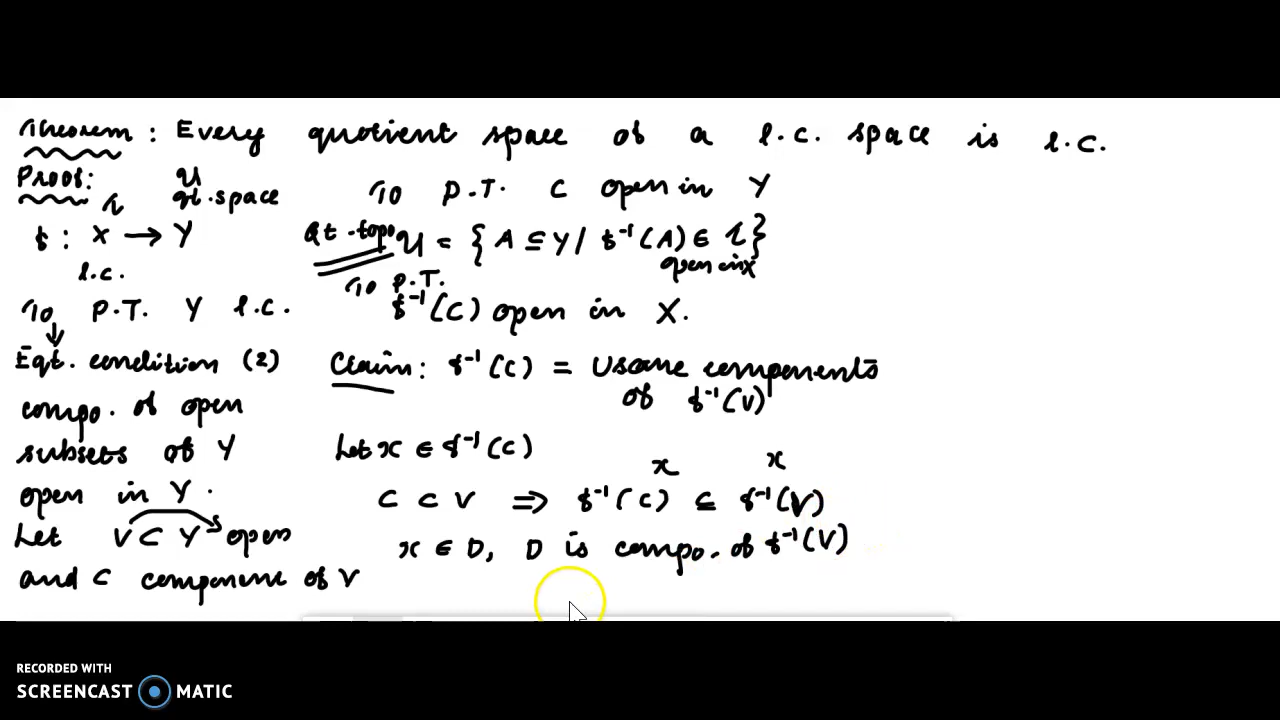 Theorem : Every quotient space of a l.c. space is l.c.
Proof:
τ 𝒰
qt. space
f : X → Y
l.c.
To P.T. Y l.c.
↓
Eqt. condition (2)
compo. of open
subsets of Y
open in Y.
Let V ⊂ Y open
and C component of V
To P.T. C open in Y
Qt. topo 𝒰 = { A ⊆ Y / f⁻¹(A) ∈ τ }
open in X
To P.T.
f⁻¹(C) open in X.
Claim: f⁻¹(C) = U some components
of f⁻¹(V)
Let x ∈ f⁻¹(C)
x x
C ⊂ V ⇒ f⁻¹(C) ⊆ f⁻¹(V)
x ∈ D, D is compo. of f⁻¹(V)
RECORDED WITH
SCREENCAST MATIC